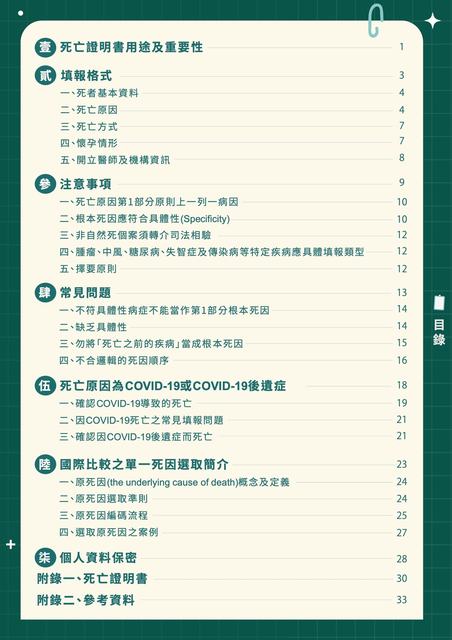 壹 死亡證明書用途及重要性 1
貳 填報格式 3
一、死者基本資料 4
二、死亡原因 4
三、死亡方式 7
四、懷孕情形 7
五、開立醫師及機構資訊 8
參 注意事項 9
一、死亡原因第1部分原則上一列一病因 10
二、根本死因應符合具體性(Specificity) 10
三、非自然死個案須轉介司法相驗 12
四、腫瘤、中風、糖尿病、失智症及傳染病等特定疾病應具體填報類型 12
五、擇要原則 12
肆 常見問題 13
一、不符具體性病症不能當作第1部分根本死因 14
二、缺乏具體性 14
三、勿將「死亡之前的疾病」當成根本死因 15
四、不合邏輯的死因順序 16
伍 死亡原因為COVID-19或COVID-19後遺症 18
一、確認COVID-19導致的死亡 19
二、因COVID-19死亡之常見填報問題 21
三、確認因COVID-19後遺症而死亡 21
陸 國際比較之單一死因選取簡介 23
一、原死因(the underlying cause of death)概念及定義 24
二、原死因選取準則 24
三、原死因編碼流程 25
四、選取原死因之案例 27
柒 個人資料保密 28
附錄一、死亡證明書 30
附錄二、參考資料 33
目錄